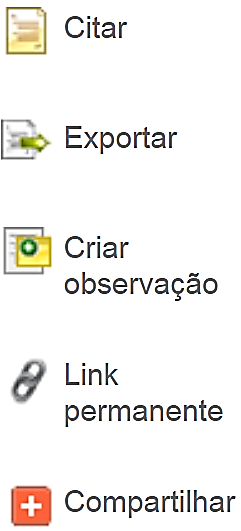 Citar
Exportar
Criar
observação
Link
permanente
Compartilhar